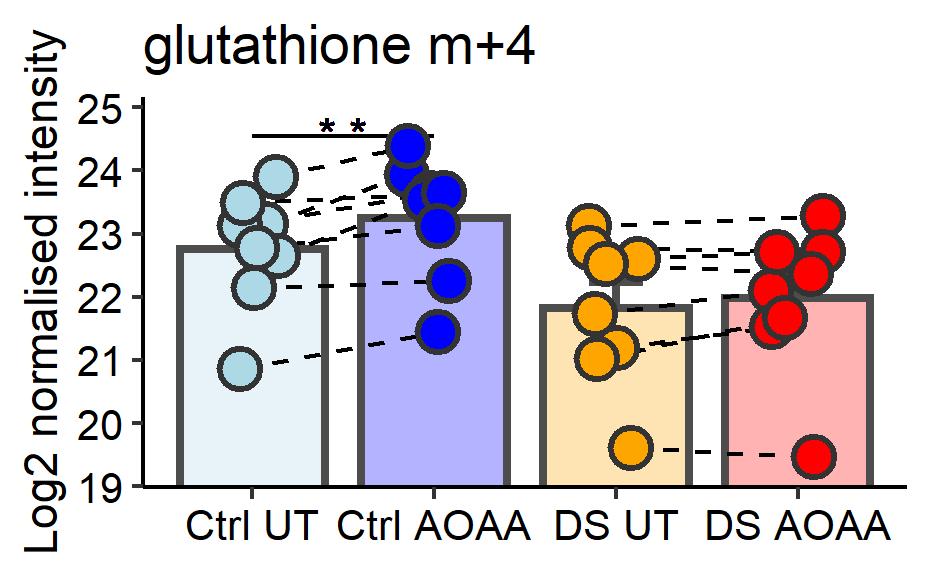 glutathione m+4
Log2 normalised intensity
25
* *
24
23
22
21
20
19
Ctrl UT Ctrl AOAA DS UT DS AOAA